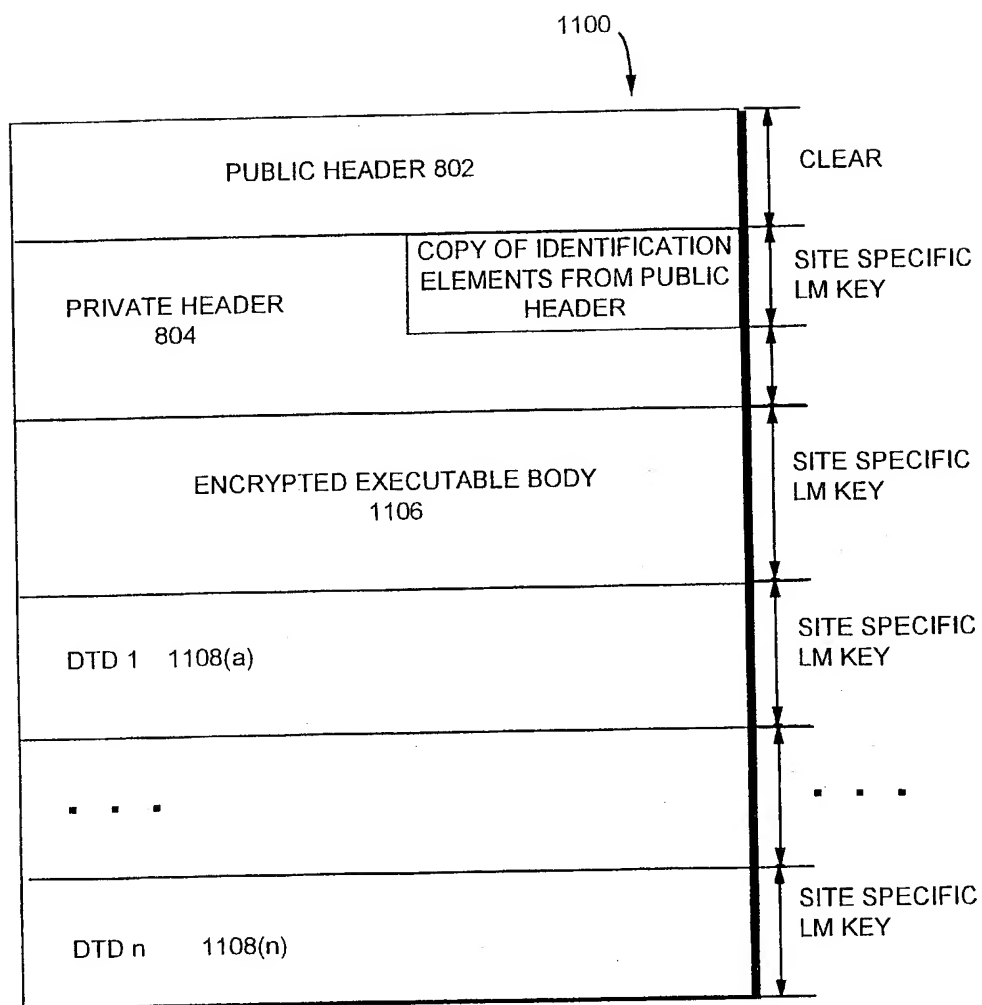 1100
PUBLIC HEADER 802
CLEAR
COPY OF IDENTIFICATION
ELEMENTS FROM PUBLIC
HEADER
PRIVATE HEADER
804
SITE SPECIFIC
LM KEY
ENCRYPTED EXECUTABLE BODY
1106
SITE SPECIFIC
LM KEY
DTD 1 1108(a)
SITE SPECIFIC
LM KEY
. . .
. . .
DTD n 1108(n)
SITE SPECIFIC
LM KEY